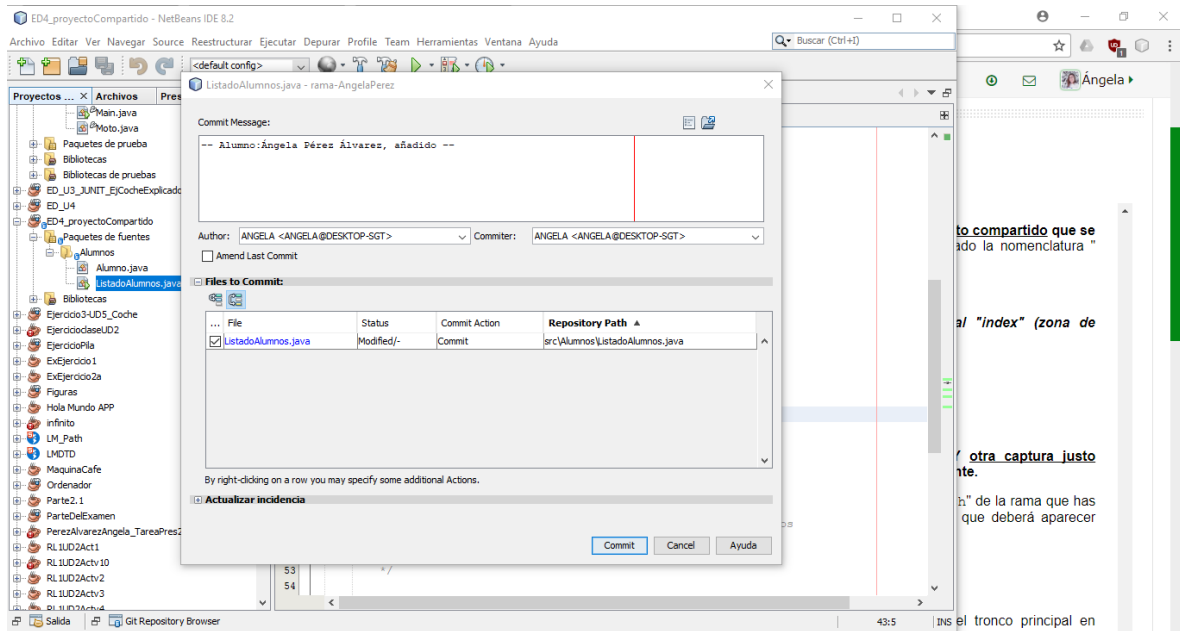 ED4_proyectoCompartido - NetBeans IDE 8.2
Archivo Editar Ver Navegar Source Reestructurar Ejecutar Depurar Profile Team Herramientas Ventana Ayuda
Buscar (Ctrl+I)
<default config>
Proyectos ... × Archivos Pres
Main.java
Moto.java
Paquetes de prueba
Bibliotecas
Bibliotecas de pruebas
ED_U3_JUNIT_EjCocheExplicado
ED_U4
ED4_proyectoCompartido
Paquetes de fuentes
Alumnos
Alumno.java
ListadoAlumnos.java
Bibliotecas
Ejercicio3-UD5_Coche
EjerciciodaseUD2
EjercicioPila
ExEjercicio1
ExEjercicio2a
Figuras
Hola Mundo APP
infinito
LM_Path
LMDTD
MaquinaCafe
Ordenador
Parte2.1
ParteDelExamen
PerezAlvarezAngela_TareaPres2
RL1UD2Act1
RL1UD2Actv10
RL1UD2Actv2
RL1UD2Actv3
RL1UD2Actv4
ListadoAlumnos.java - rama-AngelaPerez
Commit Message:
-- Alumno:Ángela Pérez Álvarez, añadido --
Author: ANGELA <ANGELA@DESKTOP-SGT> Commiter: ANGELA <ANGELA@DESKTOP-SGT>
Amend Last Commit
Files to Commit:
... File Status Commit Action Repository Path ▲
ListadoAlumnos.java Modified/- Commit src\Alumnos\ListadoAlumnos.java
By right-clicking on a row you may specify some additional Actions.
Actualizar incidencia
Commit Cancel Ayuda
os
53 */
54
Salida Git Repository Browser 43:5 INS
Ángela
to compartido que se
ado la nomenclatura "
al "index" (zona de
otra captura justo
nte.
h" de la rama que has
que deberá aparecer
el tronco principal en